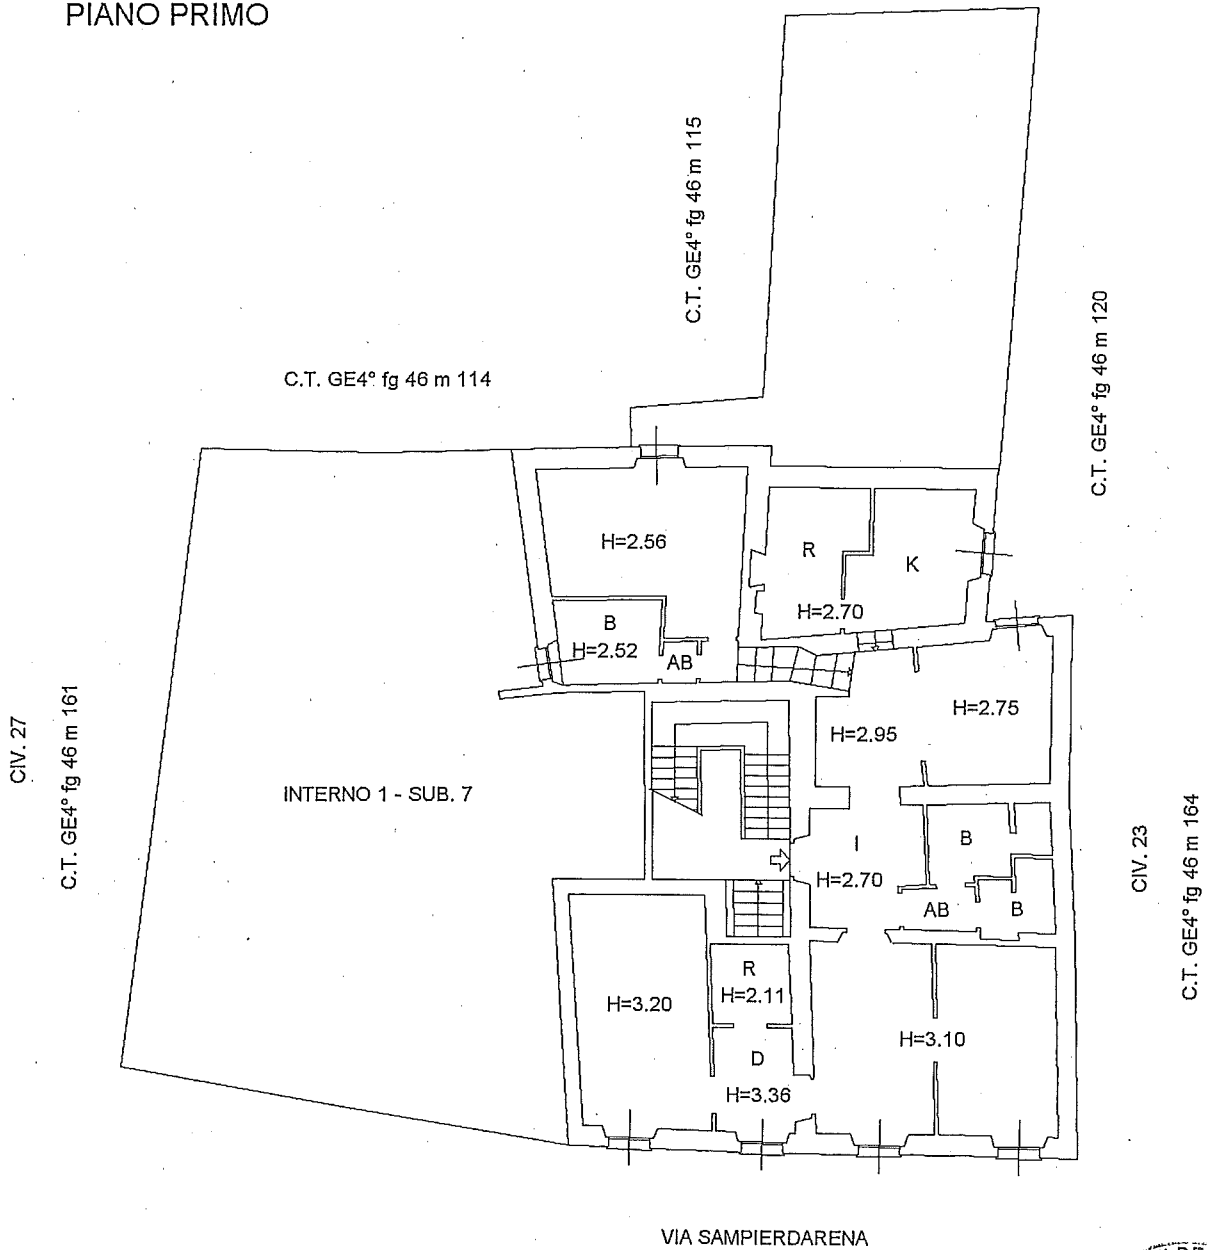 PIANO PRIMO
C.T. GE4° fg 46 m 115
C.T. GE4° fg 46 m 120
C.T. GE4° fg 46 m 114
H=2.56
R
K
H=2.70
B
H=2.52
AB
H=2.75
H=2.95
CIV. 27
C.T. GE4° fg 46 m 161
INTERNO 1 - SUB. 7
I
H=2.70
B
AB
B
CIV. 23
C.T. GE4° fg 46 m 164
R
H=2.11
H=3.20
H=3.10
D
H=3.36
VIA SAMPIERDARENA